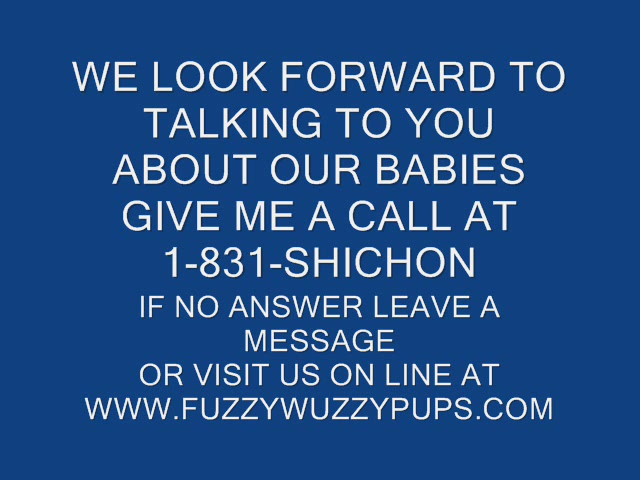 WE LOOK FORWARD TO
TALKING TO YOU
ABOUT OUR BABIES
GIVE ME A CALL AT
1-831-SHICHON
IF NO ANSWER LEAVE A
MESSAGE
OR VISIT US ON LINE AT
WWW.FUZZYWUZZYPUPS.COM